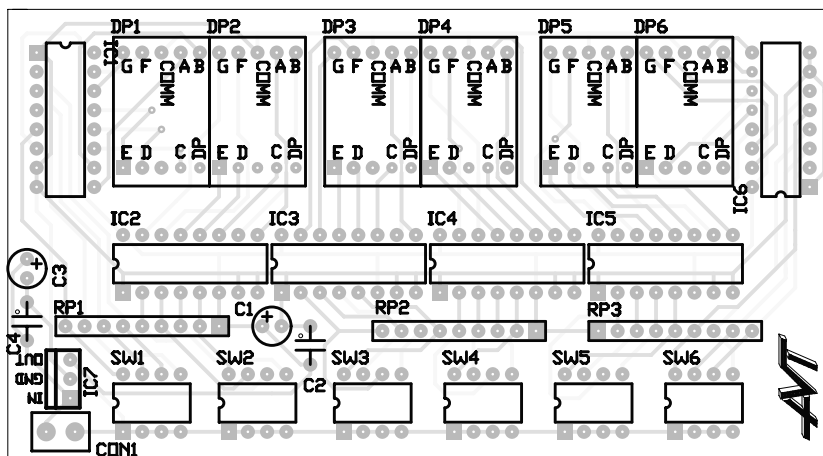 DP1 DP2 DP3 DP4 DP5 DP6
IC1
G F COMM A B G F COMM A B G F COMM A B G F COMM A B G F COMM A B G F COMM A B
E D C DP E D C DP E D C DP E D C DP E D C DP E D C DP
IC6
IC2 IC3 IC4 IC5
+ C3
RP1 C1 + RP2 RP3
C4
C2
OUT
GND
IN
IC7
SW1 SW2 SW3 SW4 SW5 SW6
CON1